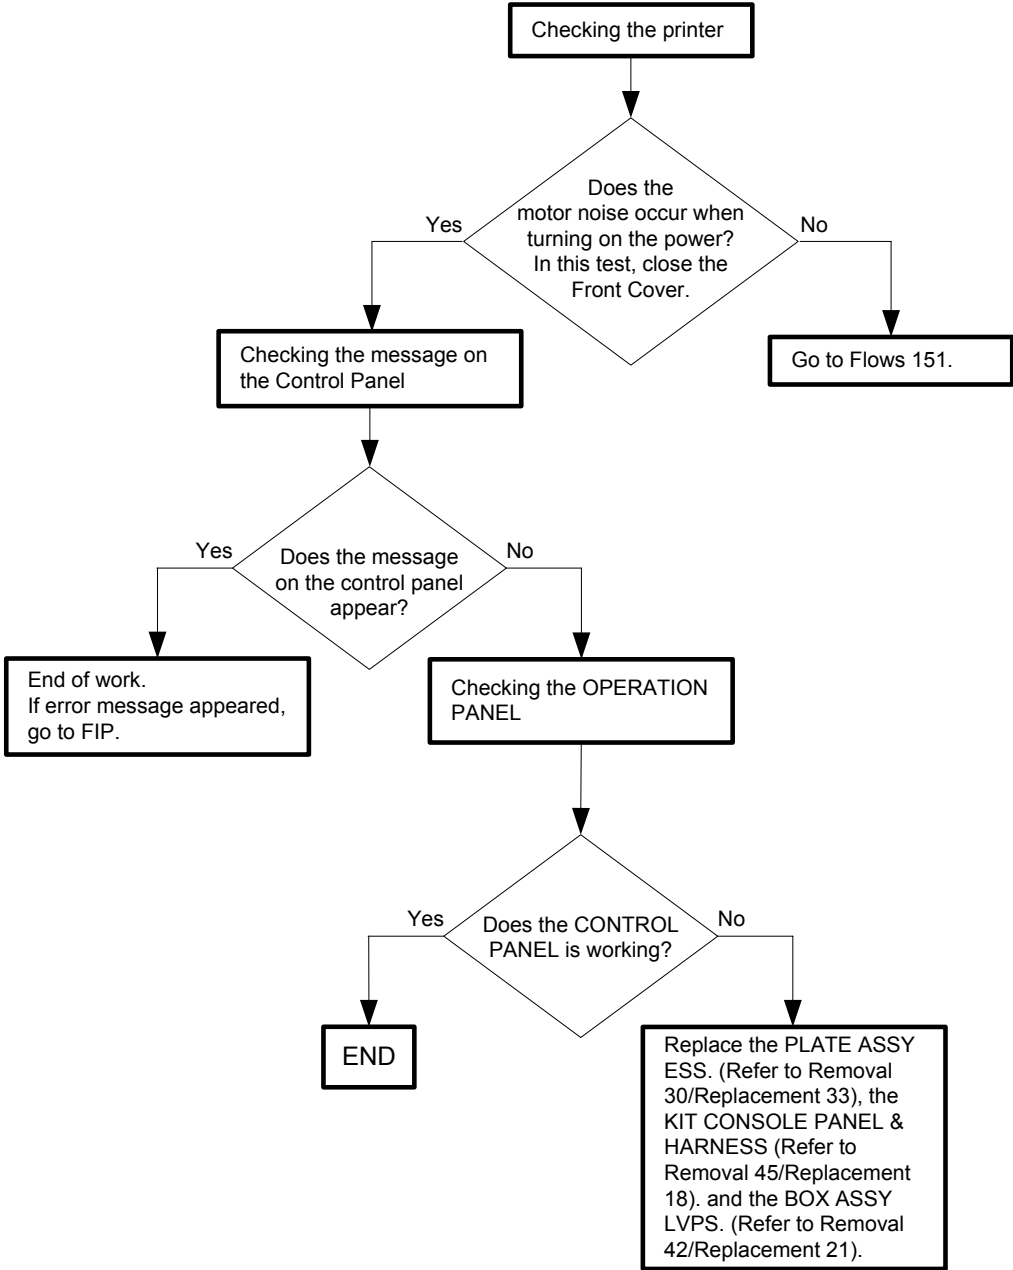 Checking the printer
Does the
motor noise occur when
turning on the power?
In this test, close the
Front Cover.
Yes
No
Checking the message on
the Control Panel
Go to Flows 151.
Does the message
on the control panel
appear?
Yes
No
End of work.
If error message appeared,
go to FIP.
Checking the OPERATION
PANEL
Does the CONTROL
PANEL is working?
Yes
No
END
Replace the PLATE ASSY
ESS. (Refer to Removal
30/Replacement 33), the
KIT CONSOLE PANEL &
HARNESS (Refer to
Removal 45/Replacement
18). and the BOX ASSY
LVPS. (Refer to Removal
42/Replacement 21).